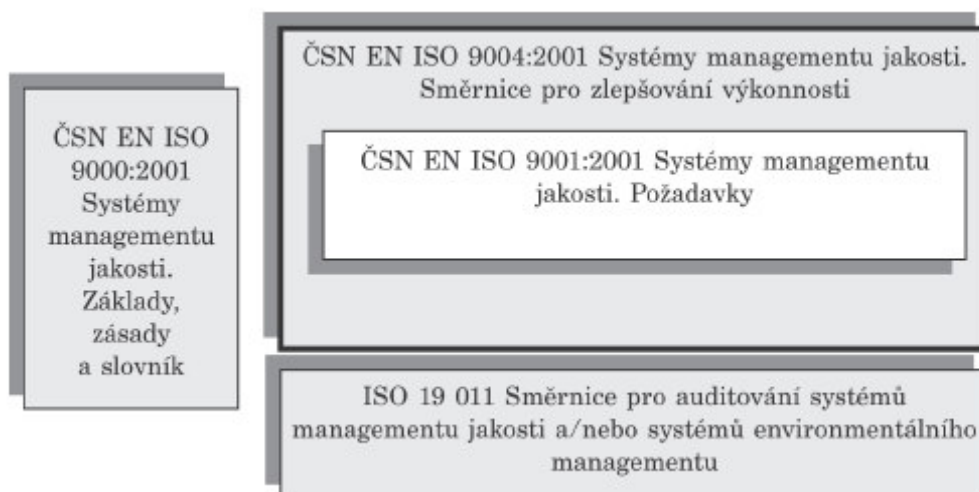 ČSN EN ISO
9000:2001
Systémy
managementu
jakosti.
Základy,
zásady
a slovník
ČSN EN ISO 9004:2001 Systémy managementu jakosti.
Směrnice pro zlepšování výkonnosti
ČSN EN ISO 9001:2001 Systémy managementu
jakosti. Požadavky
ISO 19 011 Směrnice pro auditování systémů
managementu jakosti a/nebo systémů environmentálního
managementu